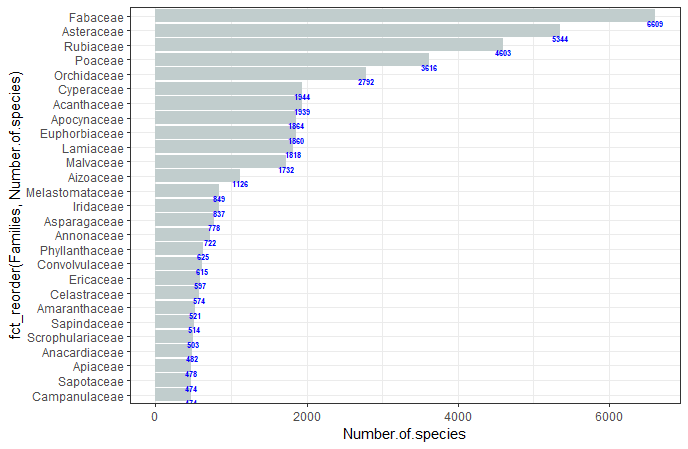 fct_reorder(Families, Number.of.species)
Fabaceae
6609
Asteraceae
5344
Rubiaceae
4603
Poaceae
3616
Orchidaceae
2792
Cyperaceae
1944
Acanthaceae
1939
Apocynaceae
1864
Euphorbiaceae
1860
Lamiaceae
1818
Malvaceae
1732
Aizoaceae
1126
Melastomataceae
849
Iridaceae
837
Asparagaceae
778
Annonaceae
722
Phyllanthaceae
625
Convolvulaceae
615
Ericaceae
597
Celastraceae
574
Amaranthaceae
521
Sapindaceae
514
Scrophulariaceae
503
Anacardiaceae
482
Apiaceae
478
Sapotaceae
474
Campanulaceae
0 2000 4000 6000
Number.of.species